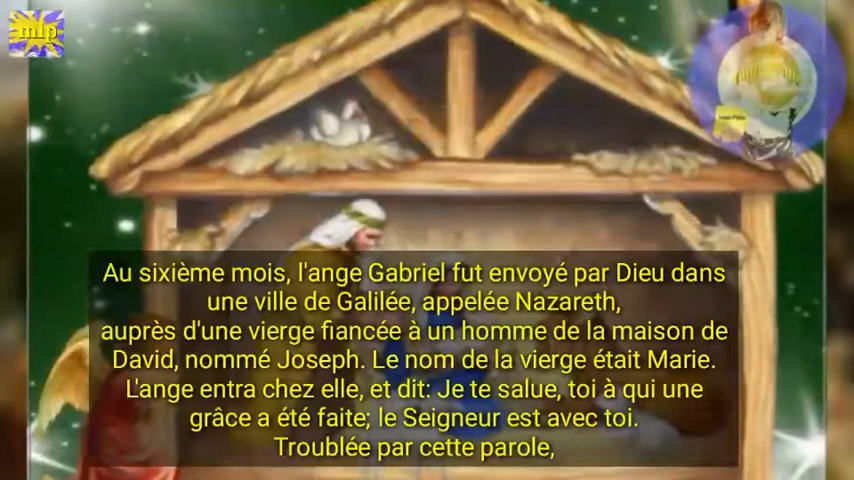 mlp
Au sixième mois, l'ange Gabriel fut envoyé par Dieu dans
une ville de Galilée, appelée Nazareth,
auprès d'une vierge fiancée à un homme de la maison de
David, nommé Joseph. Le nom de la vierge était Marie.
L'ange entra chez elle, et dit: Je te salue, toi à qui une
grâce a été faite; le Seigneur est avec toi.
Troublée par cette parole,